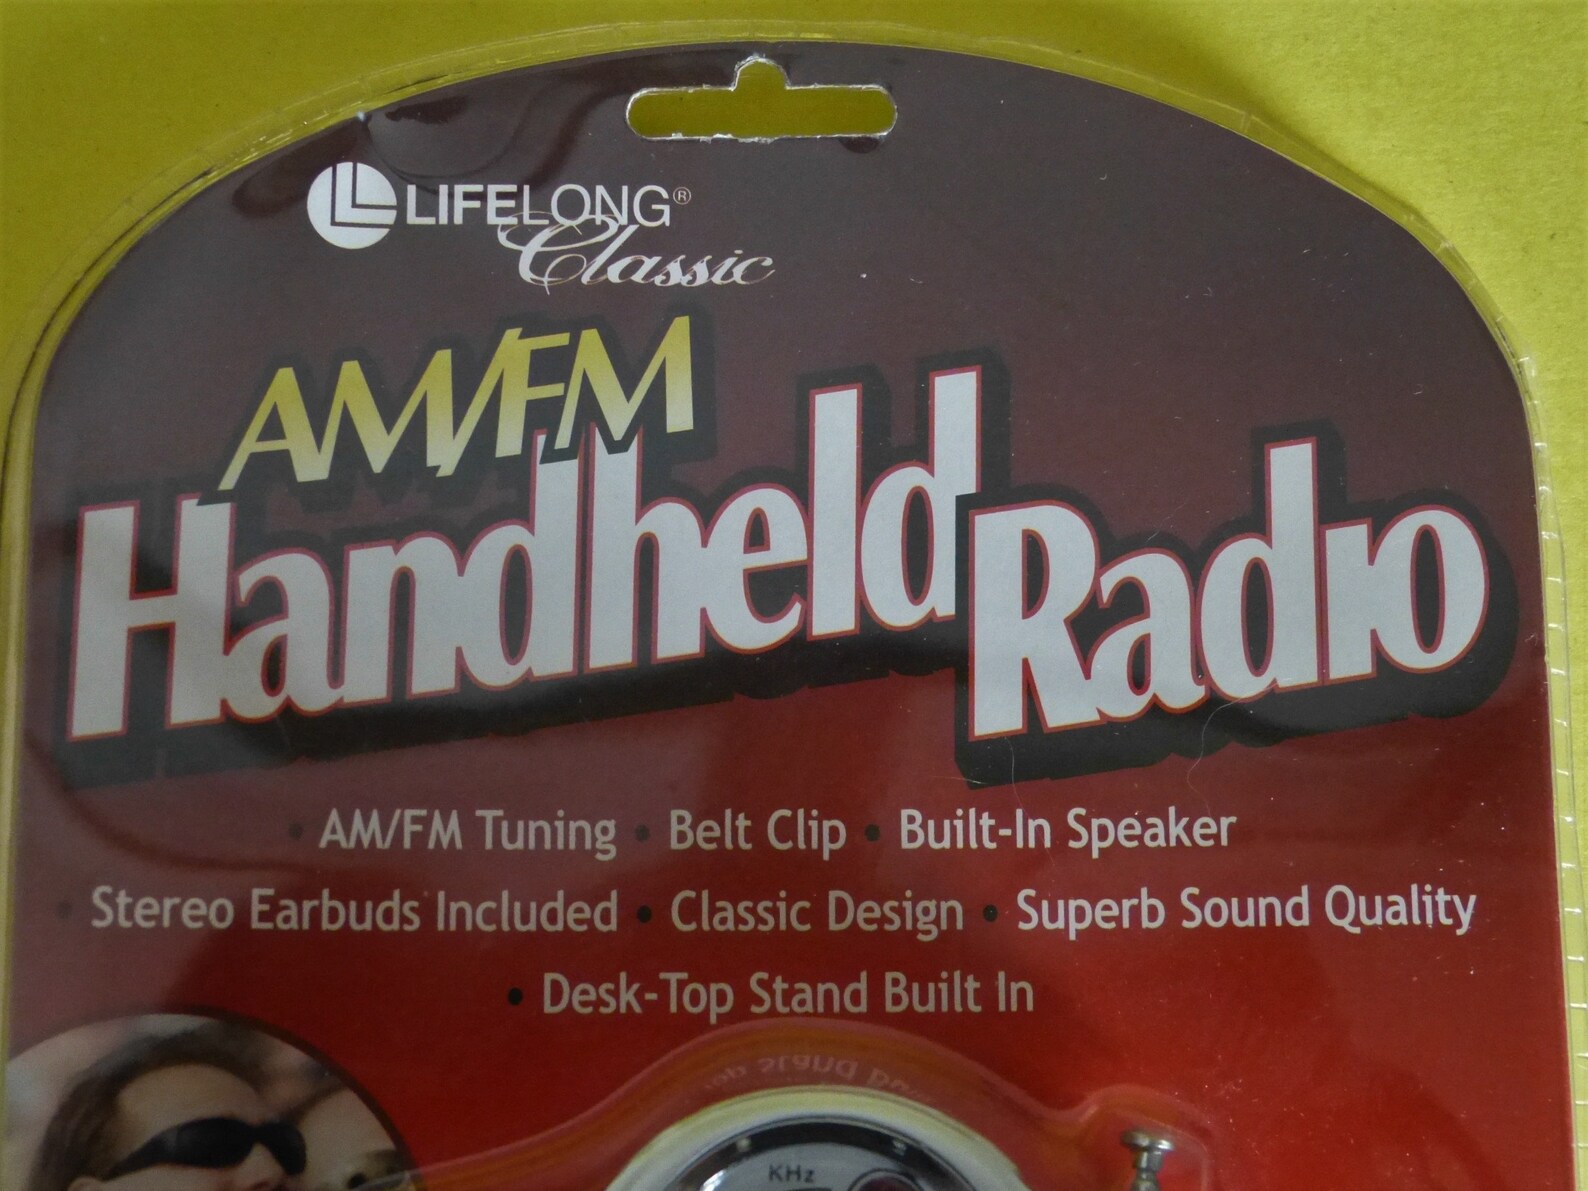 LIFELONG®
Classic
AM/FM
Handheld Radio
• AM/FM Tuning • Belt Clip • Built-In Speaker
• Stereo Earbuds Included • Classic Design • Superb Sound Quality
• Desk-Top Stand Built In
KHz